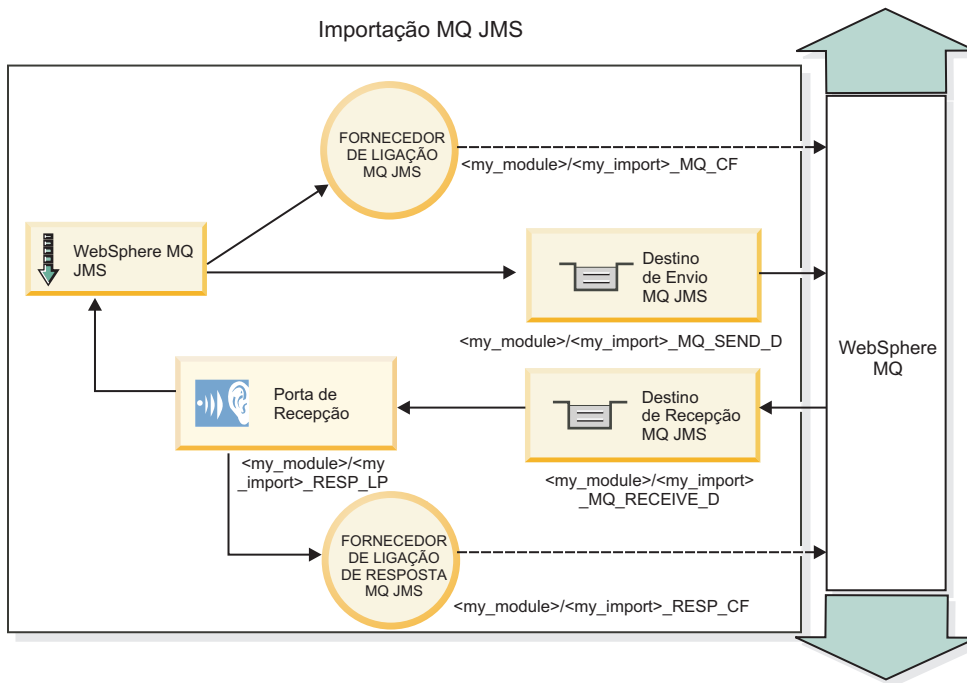 Importação MQ JMS
FORNECEDOR
DE LIGAÇÃO
MQ JMS
<my_module>/<my_import>_MQ_CF
WebSphere MQ
JMS
Destino
de Envio
MQ JMS
<my_module>/<my_import>_MQ_SEND_D
WebSphere
MQ
Porta de
Recepção
<my_module>/<my
_import>_RESP_LP
Destino
de Recepção
MQ JMS
<my_module>/<my_import>
_MQ_RECEIVE_D
FORNECEDOR
DE LIGAÇÃO
DE RESPOSTA
MQ JMS
<my_module>/<my_import>_RESP_CF